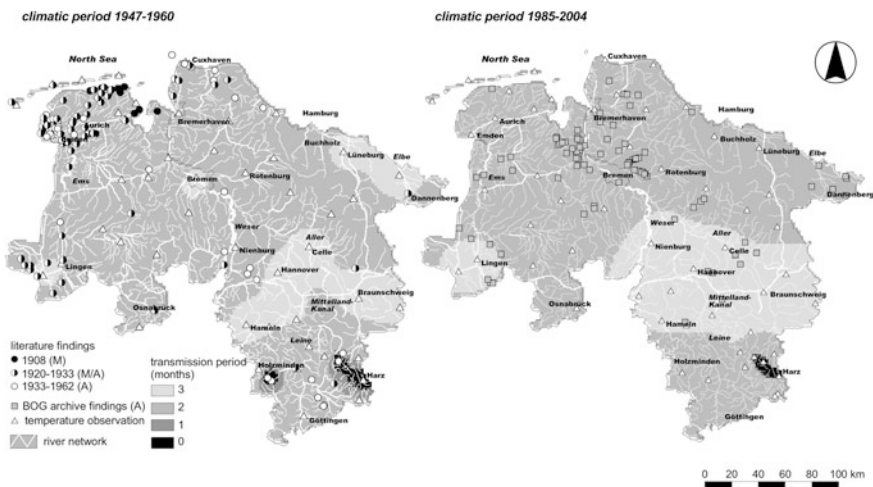 climatic period 1947-1960
North Sea
Cuxhaven
Aurich
Emden
Bremerhaven
Hamburg
Buchholz
Lüneburg
Elbe
Dannenberg
Ems
Bremen
Rotenburg
Weser
Aller
Nienburg
Celle
Lingen
Hannover
Mittelland-
Kanal
Braunschweig
Osnabrück
Hameln
Leine
Holzminden
Harz
Göttingen
literature findings
1908 (M)
1920-1933 (M/A)
1933-1962 (A)
BOG archive findings (A)
temperature observation
river network
transmission period
(months)
3
2
1
0
climatic period 1985-2004
North Sea
Cuxhaven
Aurich
Emden
Bremerhaven
Hamburg
Buchholz
Lüneburg
Elbe
Dannenberg
Ems
Bremen
Rotenburg
Weser
Aller
Nienburg
Celle
Lingen
Hannover
Mittelland-
Kanal
Braunschweig
Osnabrück
Hameln
Leine
Holzminden
Harz
Göttingen
0 20 40 60 80 100 km